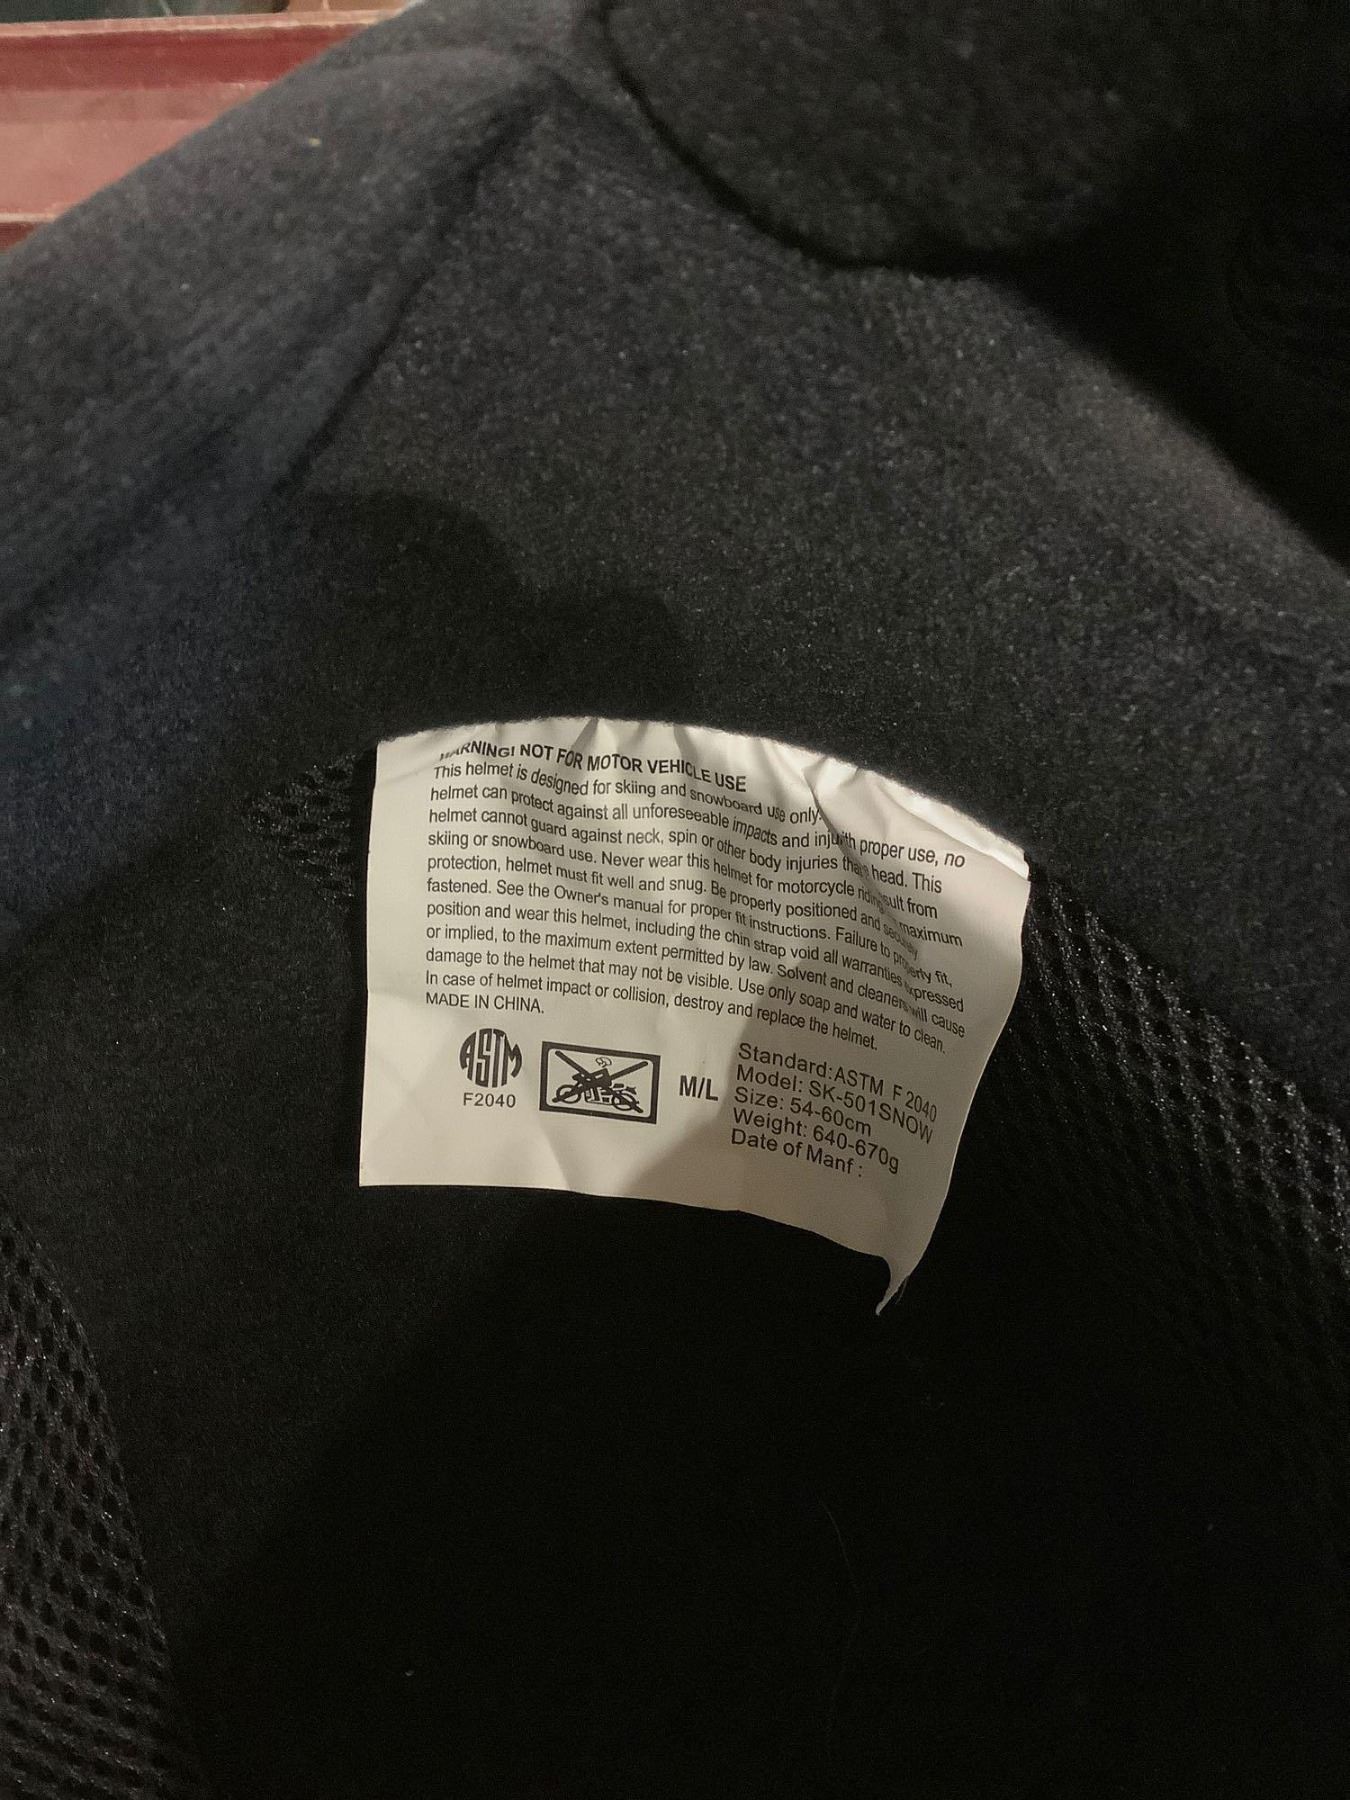 WARNING! NOT FOR MOTOR VEHICLE USE
This helmet is designed for skiing and snowboard use only. proper use, no
helmet can protect against all unforeseeable impacts and head. This
helmet cannot guard against neck, spin or other body injuries from
skiing or snowboard use. Never wear this helmet for motorcycle maximum
protection, helmet must fit well and snug. Be properly positioned and securely
fastened. See the Owner's manual for proper fit instructions. Failure to properly fit,
position and wear this helmet, including the chin strap void all warranties expressed
or implied, to the maximum extent permitted by law. Solvent and cleaners will cause
damage to the helmet that may not be visible. Use only soap and water to clean.
In case of helmet impact or collision, destroy and replace the helmet.
MADE IN CHINA.
ASTM
F2040
M/L
Standard:ASTM F 2040
Model: SK-501SNOW
Size: 54-60cm
Weight: 640-670g
Date of Manf :